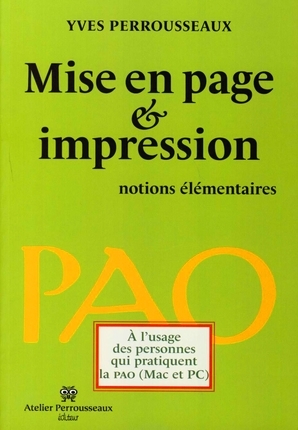 YVES PERROUSSEAUX
Mise en page
&
impression
notions élémentaires
PAO
À l'usage
des personnes
qui pratiquent
la PAO (Mac et PC)
Atelier Perrousseaux
éditeur